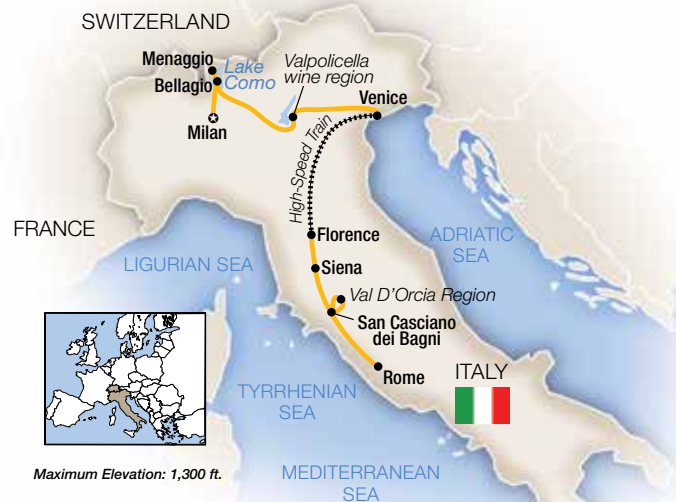 SWITZERLAND
Menaggio
Lake
Como
Bellagio
Valpolicella
wine region
Venice
Milan
High-Speed Train
FRANCE
Florence
ADRIATIC
SEA
LIGURIAN SEA
Siena
Val D'Orcia Region
San Casciano
dei Bagni
ITALY
Rome
TYRRHENIAN
SEA
Maximum Elevation: 1,300 ft.
MEDITERRANEAN
SEA